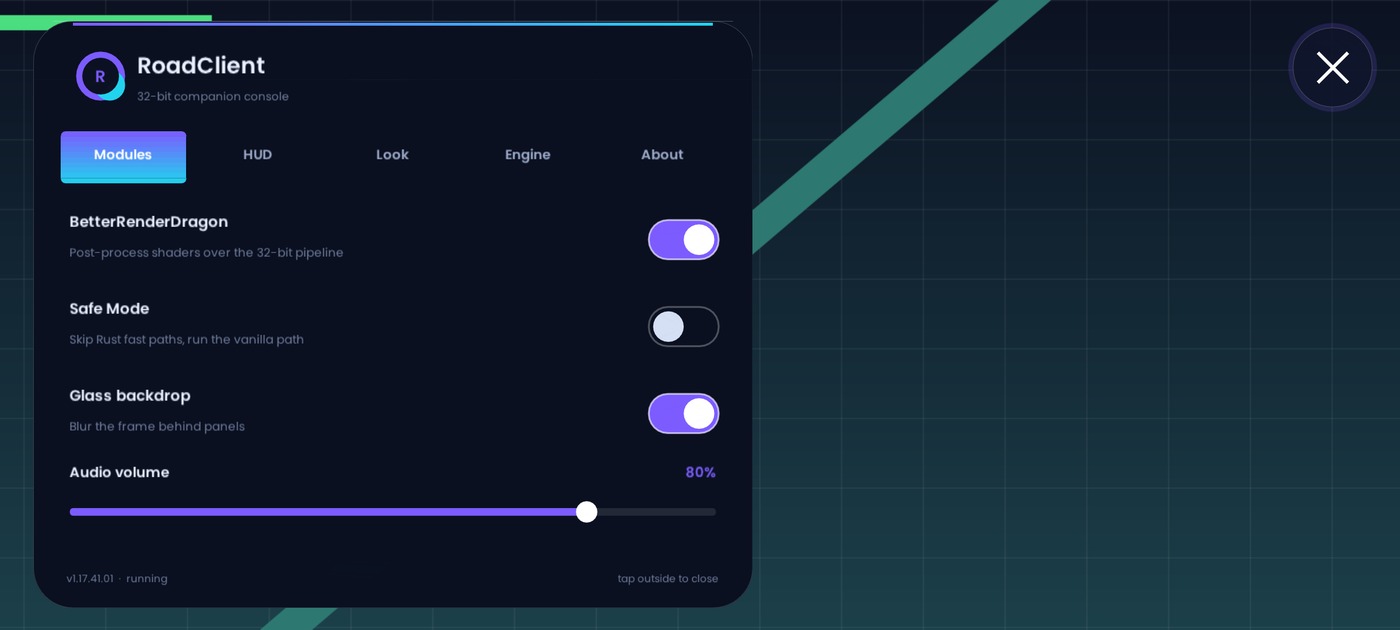 R
RoadClient
32-bit companion console
Modules HUD Look Engine About
BetterRenderDragon
Post-process shaders over the 32-bit pipeline
Safe Mode
Skip Rust fast paths, run the vanilla path
Glass backdrop
Blur the frame behind panels
Audio volume 80%
v1.17.41.01 · running tap outside to close